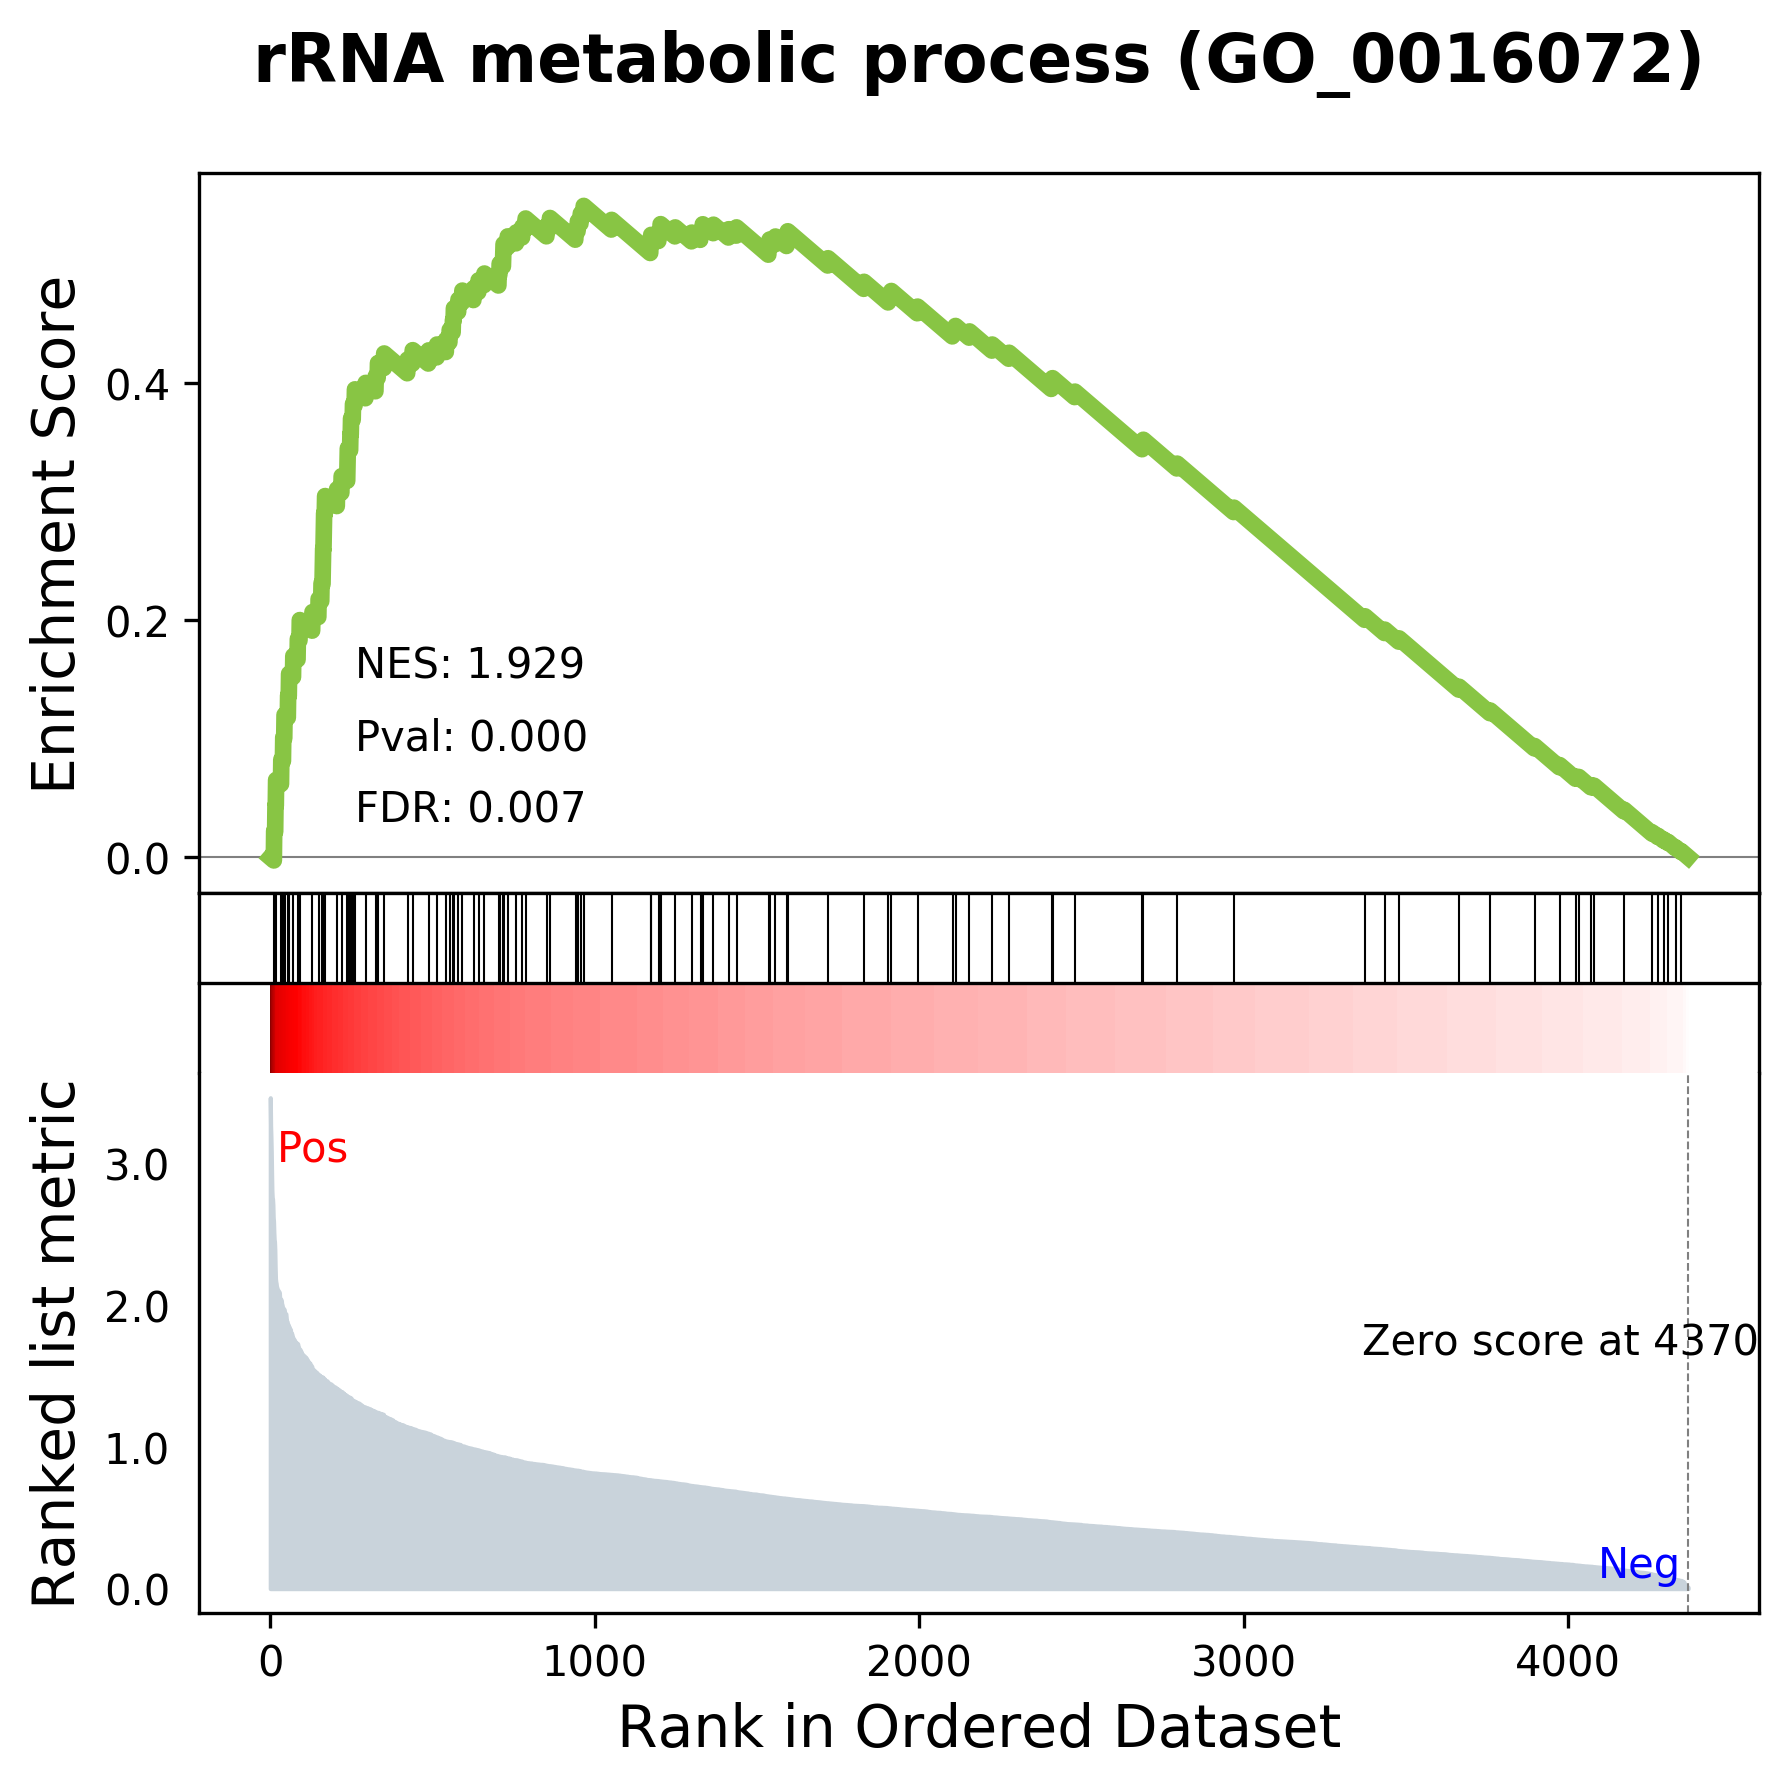 rRNA metabolic process (GO_0016072)
Enrichment Score
0.4
0.2
0.0
NES: 1.929
Pval: 0.000
FDR: 0.007
Ranked list metric
3.0
2.0
1.0
0.0
Pos
Zero score at 4370
Neg
0 1000 2000 3000 4000
Rank in Ordered Dataset